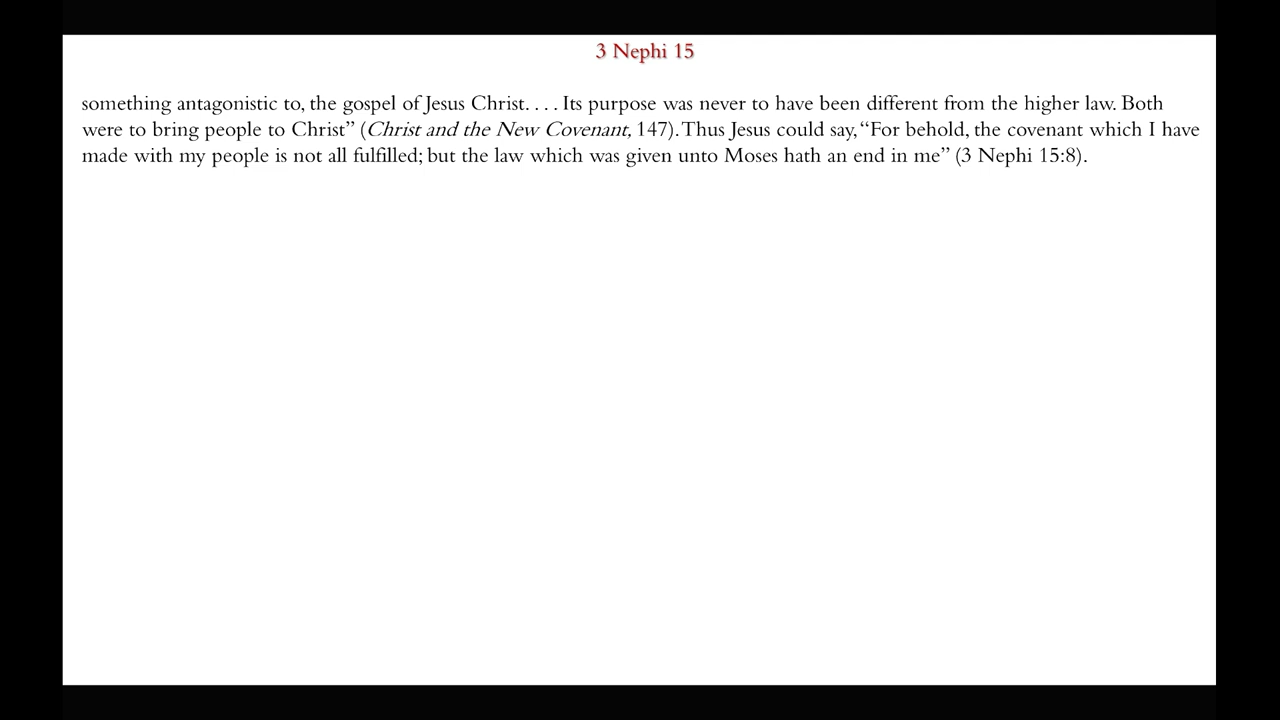 3 Nephi 15
something antagonistic to, the gospel of Jesus Christ. . . . Its purpose was never to have been different from the higher law. Both
were to bring people to Christ” (Christ and the New Covenant, 147). Thus Jesus could say, “For behold, the covenant which I have
made with my people is not all fulfilled; but the law which was given unto Moses hath an end in me” (3 Nephi 15:8).